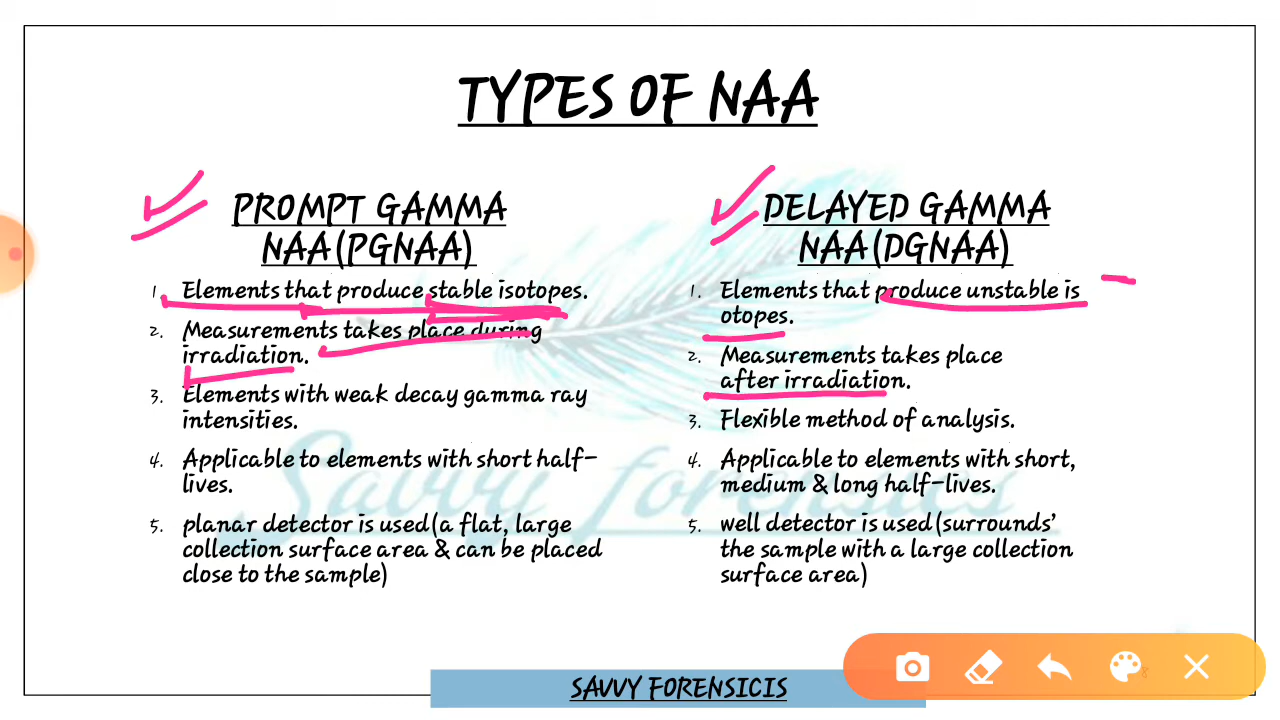 TYPES OF NAA
PROMPT GAMMA
NAA(PGNAA)
1. Elements that produce stable isotopes.
2. Measurements takes place during
irradiation.
3. Elements with weak decay gamma ray
intensities.
4. Applicable to elements with short half-
lives.
5. planar detector is used(a flat, large
collection surface area & can be placed
close to the sample)
DELAYED GAMMA
NAA(DGNAA)
1. Elements that produce unstable is
otopes.
2. Measurements takes place
after irradiation.
3. Flexible method of analysis.
4. Applicable to elements with short,
medium & long half-lives.
5. well detector is used(surrounds'
the sample with a large collection
surface area)
Savvy forensics
SAVVY FORENSICIS